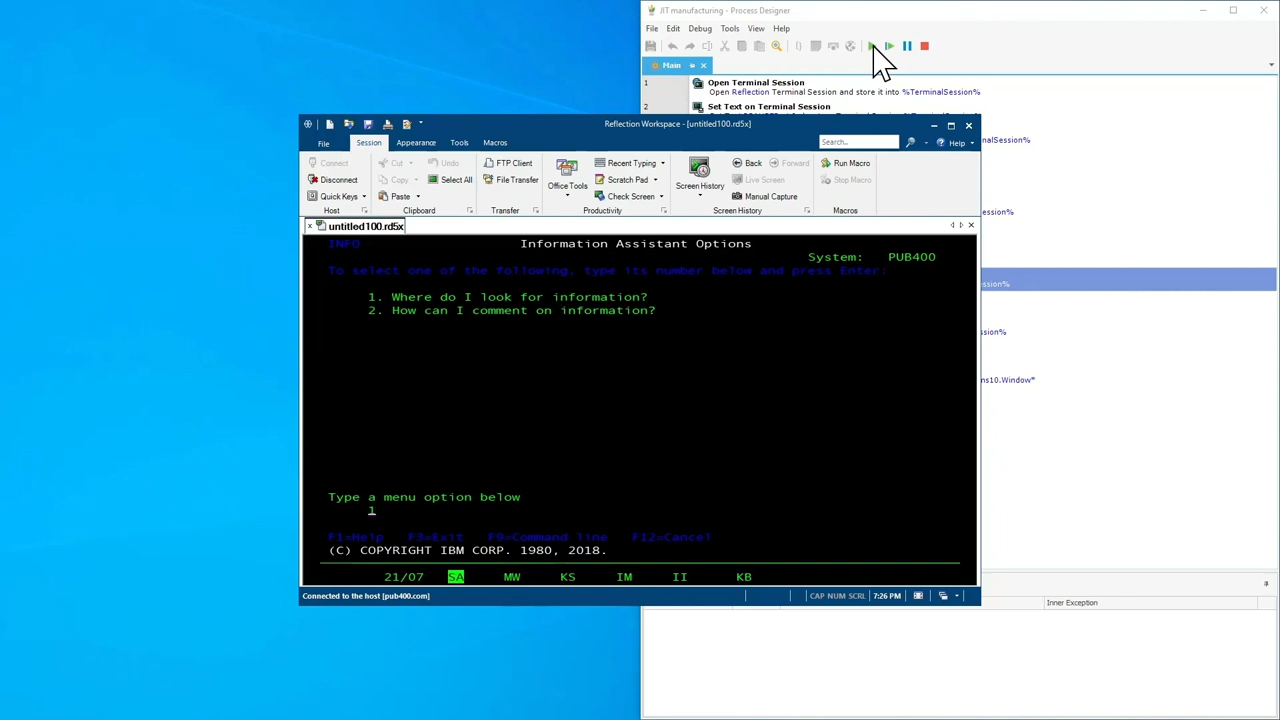 JIT manufacturing - Process Designer
File Edit Debug Tools View Help
Main
1 Open Terminal Session
Open Reflection Terminal Session and store it into %TerminalSession%
2 Set Text on Terminal Session
Reflection Workspace - [untitled100.rd5x]
File Session Appearance Tools Macros Search.. Help
Connect Cut Undo FTP Client Recent Typing Back Forward Run Macro
Disconnect Copy Select All File Transfer Office Tools Scratch Pad Screen History Live Screen Stop Macro
Quick Keys Paste Check Screen Manual Capture
Host Clipboard Transfer Productivity Screen History Macros
untitled100.rd5x
INFO Information Assistant Options
System: PUB400
To select one of the following, type its number below and press Enter:
1. Where do I look for information?
2. How can I comment on information?
Type a menu option below
1
F1=Help F3=Exit F9=Command line F12=Cancel
(C) COPYRIGHT IBM CORP. 1980, 2018.
21/07 SA MW KS IM II KB
Connected to the host [pub400.com] CAP NUM SCRL 7:26 PM
nalSession%
ession%
ssion%
ession%
ns10.Window"
Inner Exception